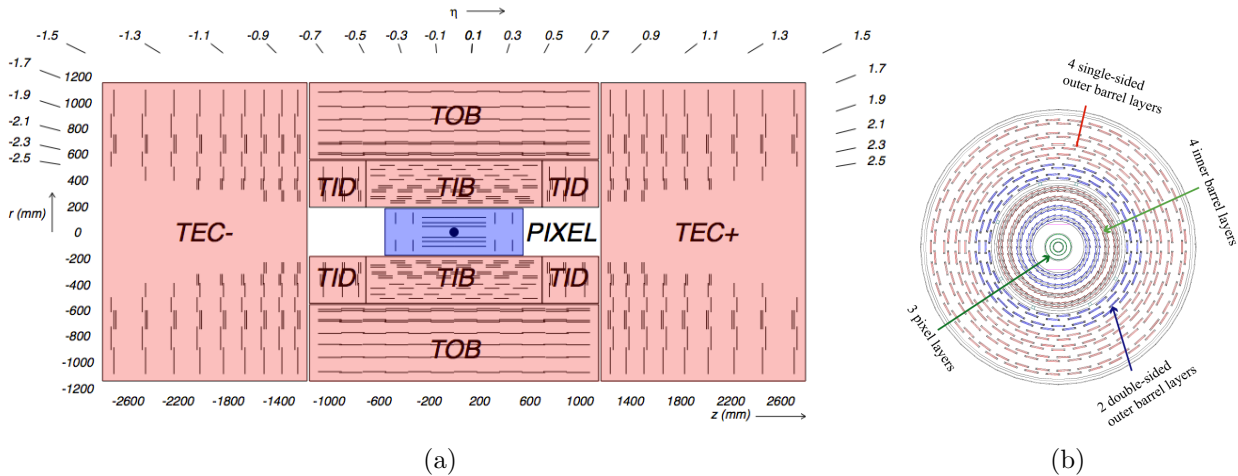 η
-1.5 -1.3 -1.1 -0.9 -0.7 -0.5 -0.3 -0.1 0.1 0.3 0.5 0.7 0.9 1.1 1.3 1.5
-1.7 1.7
-1.9 1.9
-2.1 2.1
-2.3 2.3
-2.5 2.5
1200
1000
800
600
400
200
0
-200
-400
-600
-800
-1000
-1200
r (mm)
TOB
TID TIB TID
TEC- PIXEL TEC+
TID TIB TID
TOB
-2600 -2200 -1800 -1400 -1000 -600 -200 200 600 1000 1400 1800 2200 2600
z (mm)
(a)
4 single-sided
outer barrel layers
4 inner
barrel layers
3 pixel layers
2 double-sided
outer barrel layers
(b)